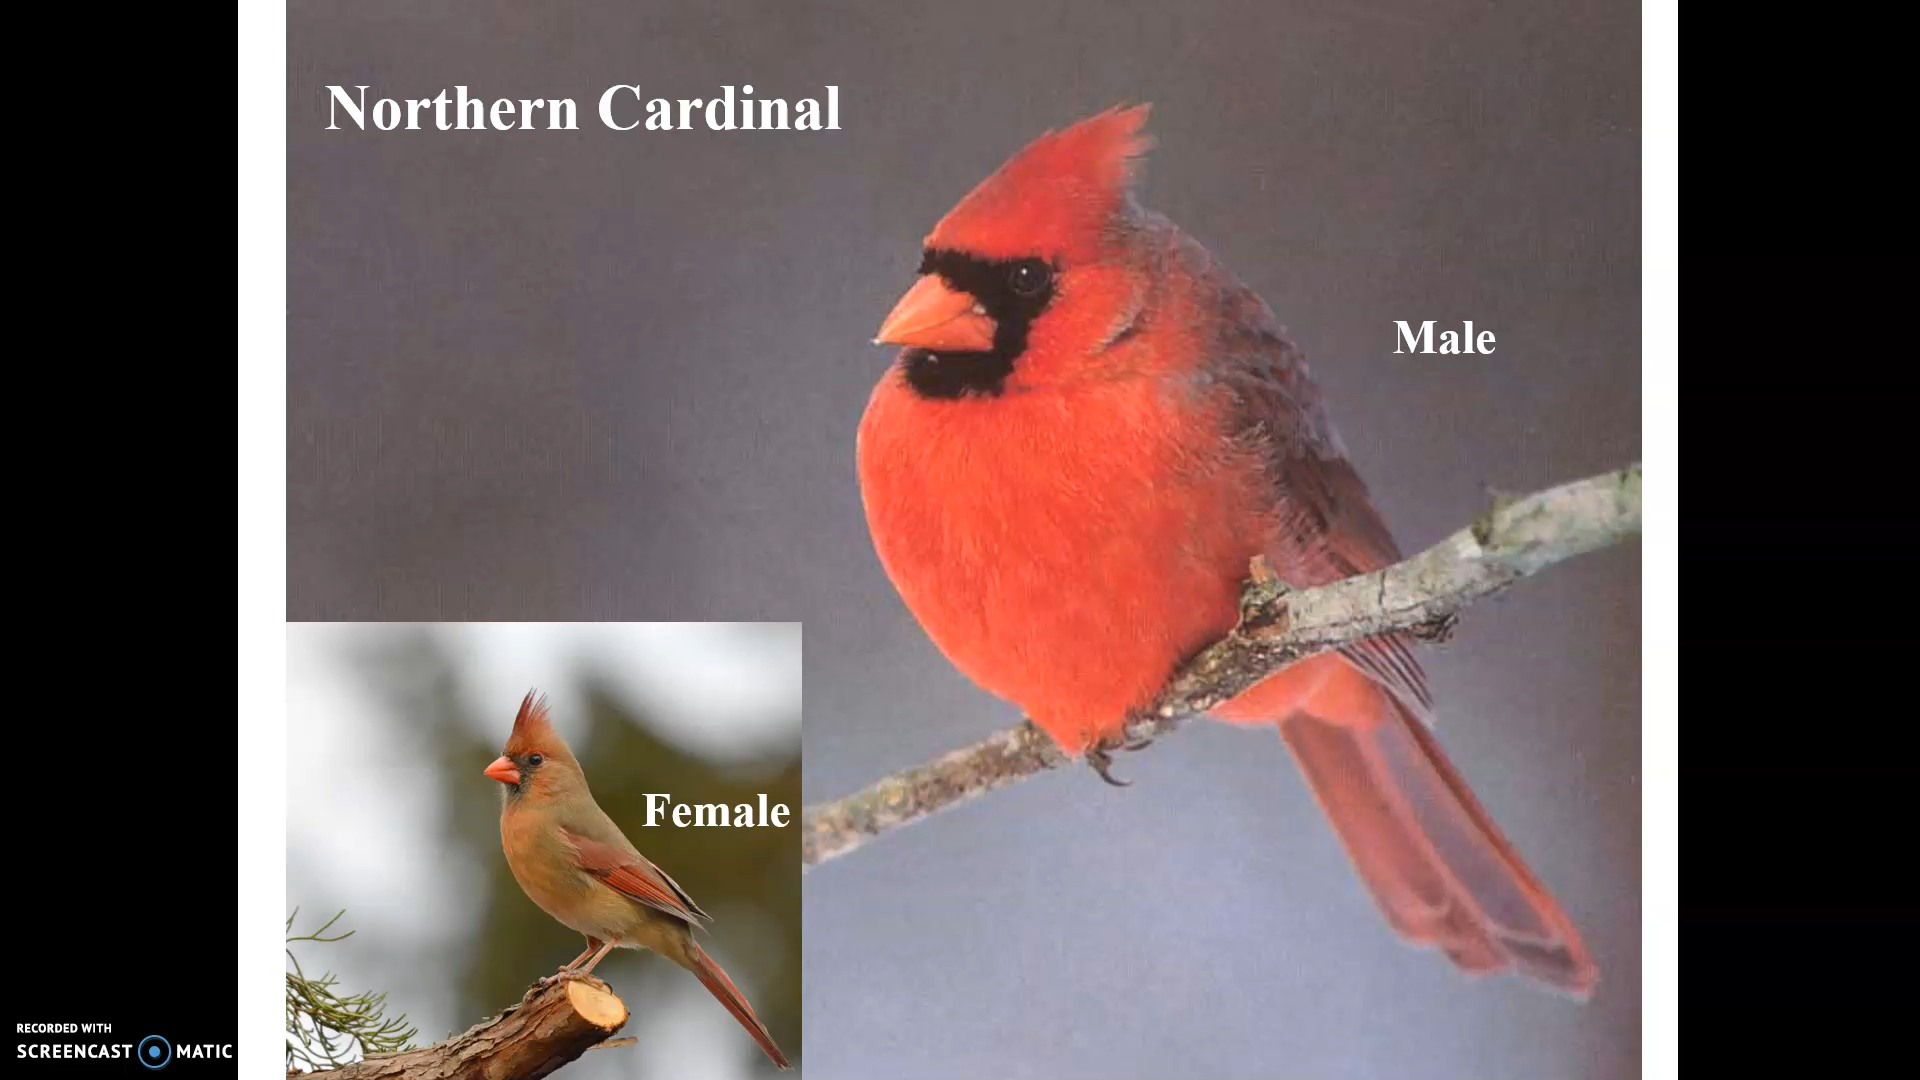 Northern Cardinal
Male
Female
RECORDED WITH
SCREENCAST MATIC